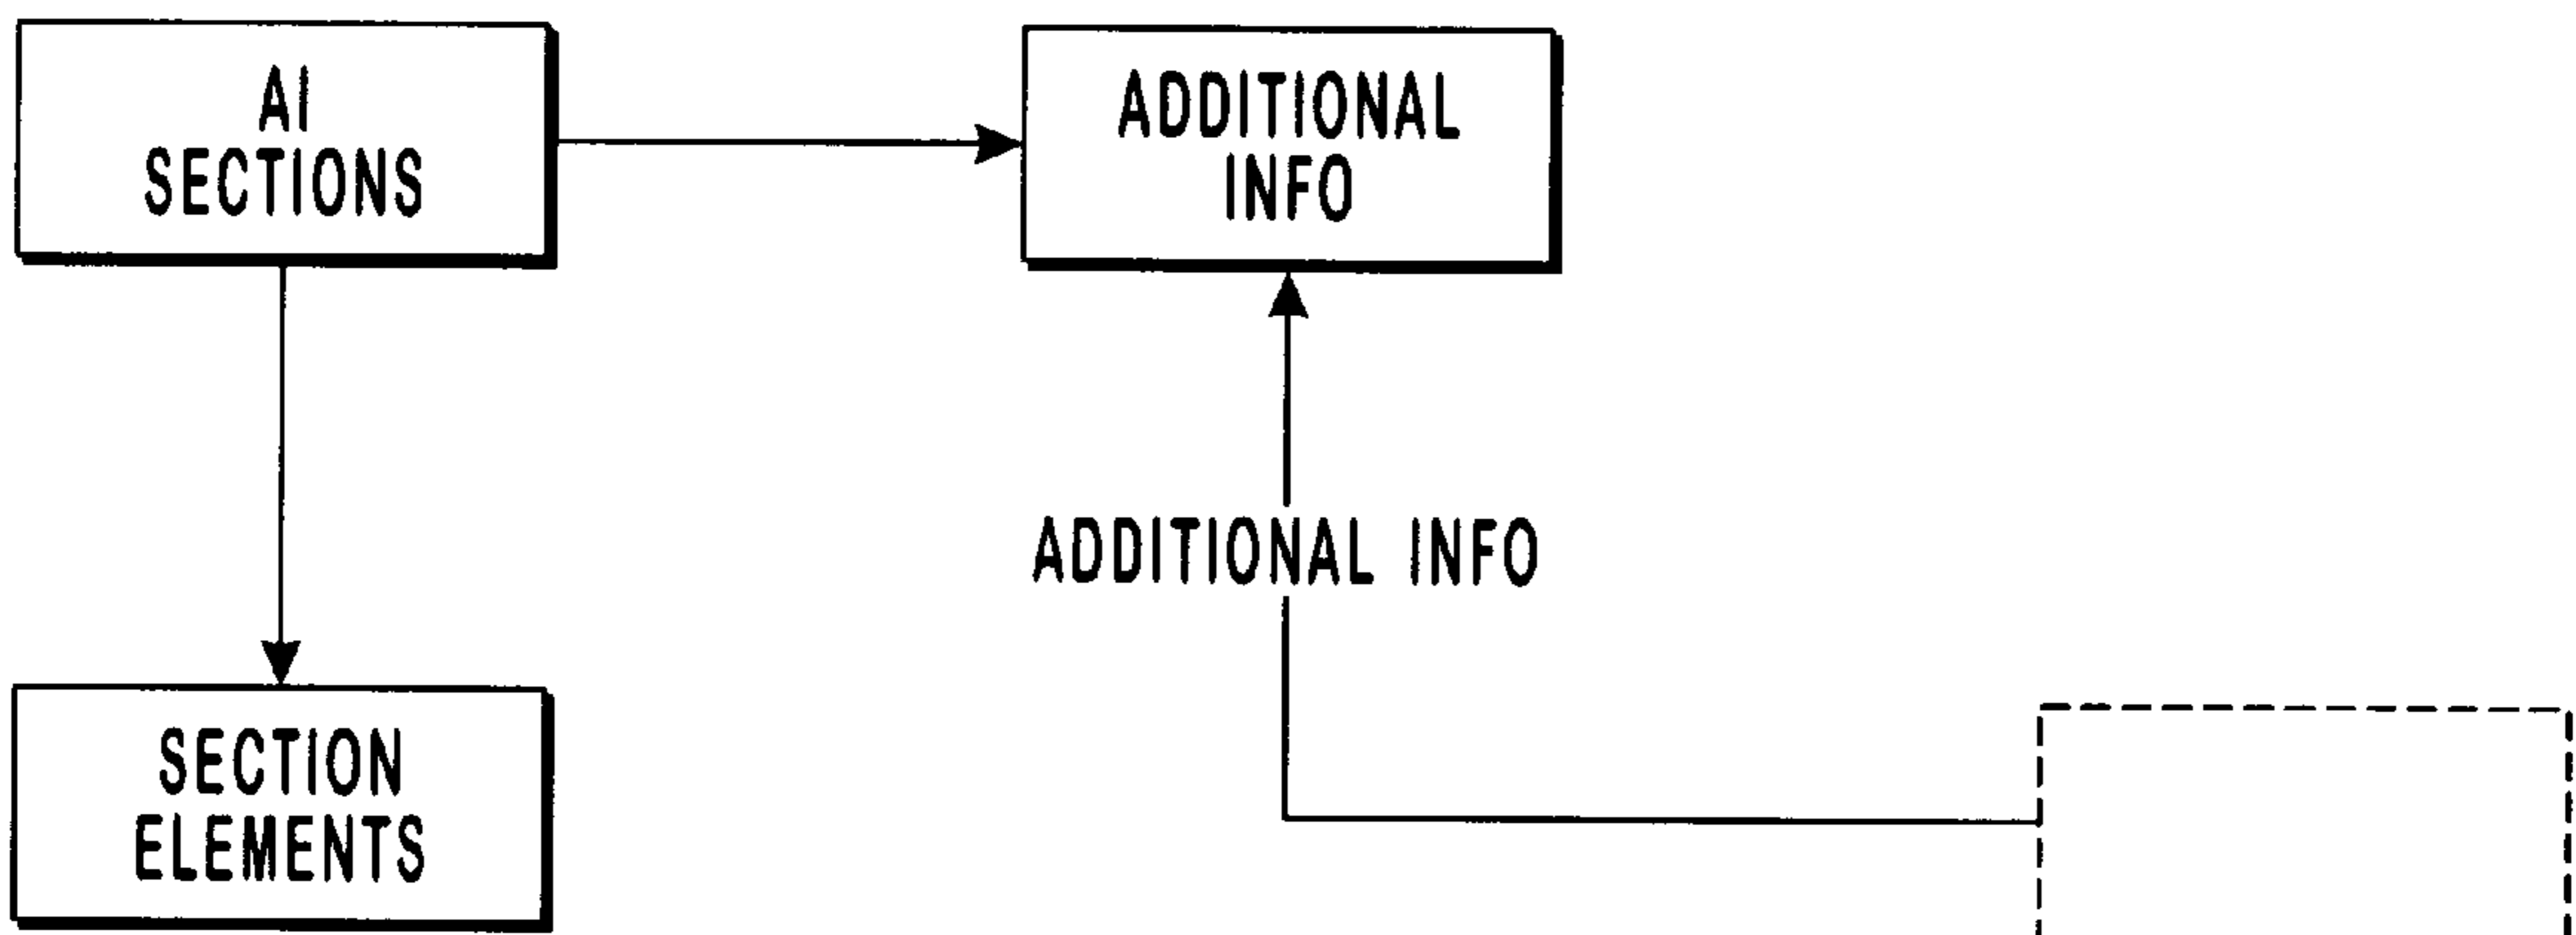 AI
SECTIONS
ADDITIONAL
INFO
ADDITIONAL INFO
SECTION
ELEMENTS